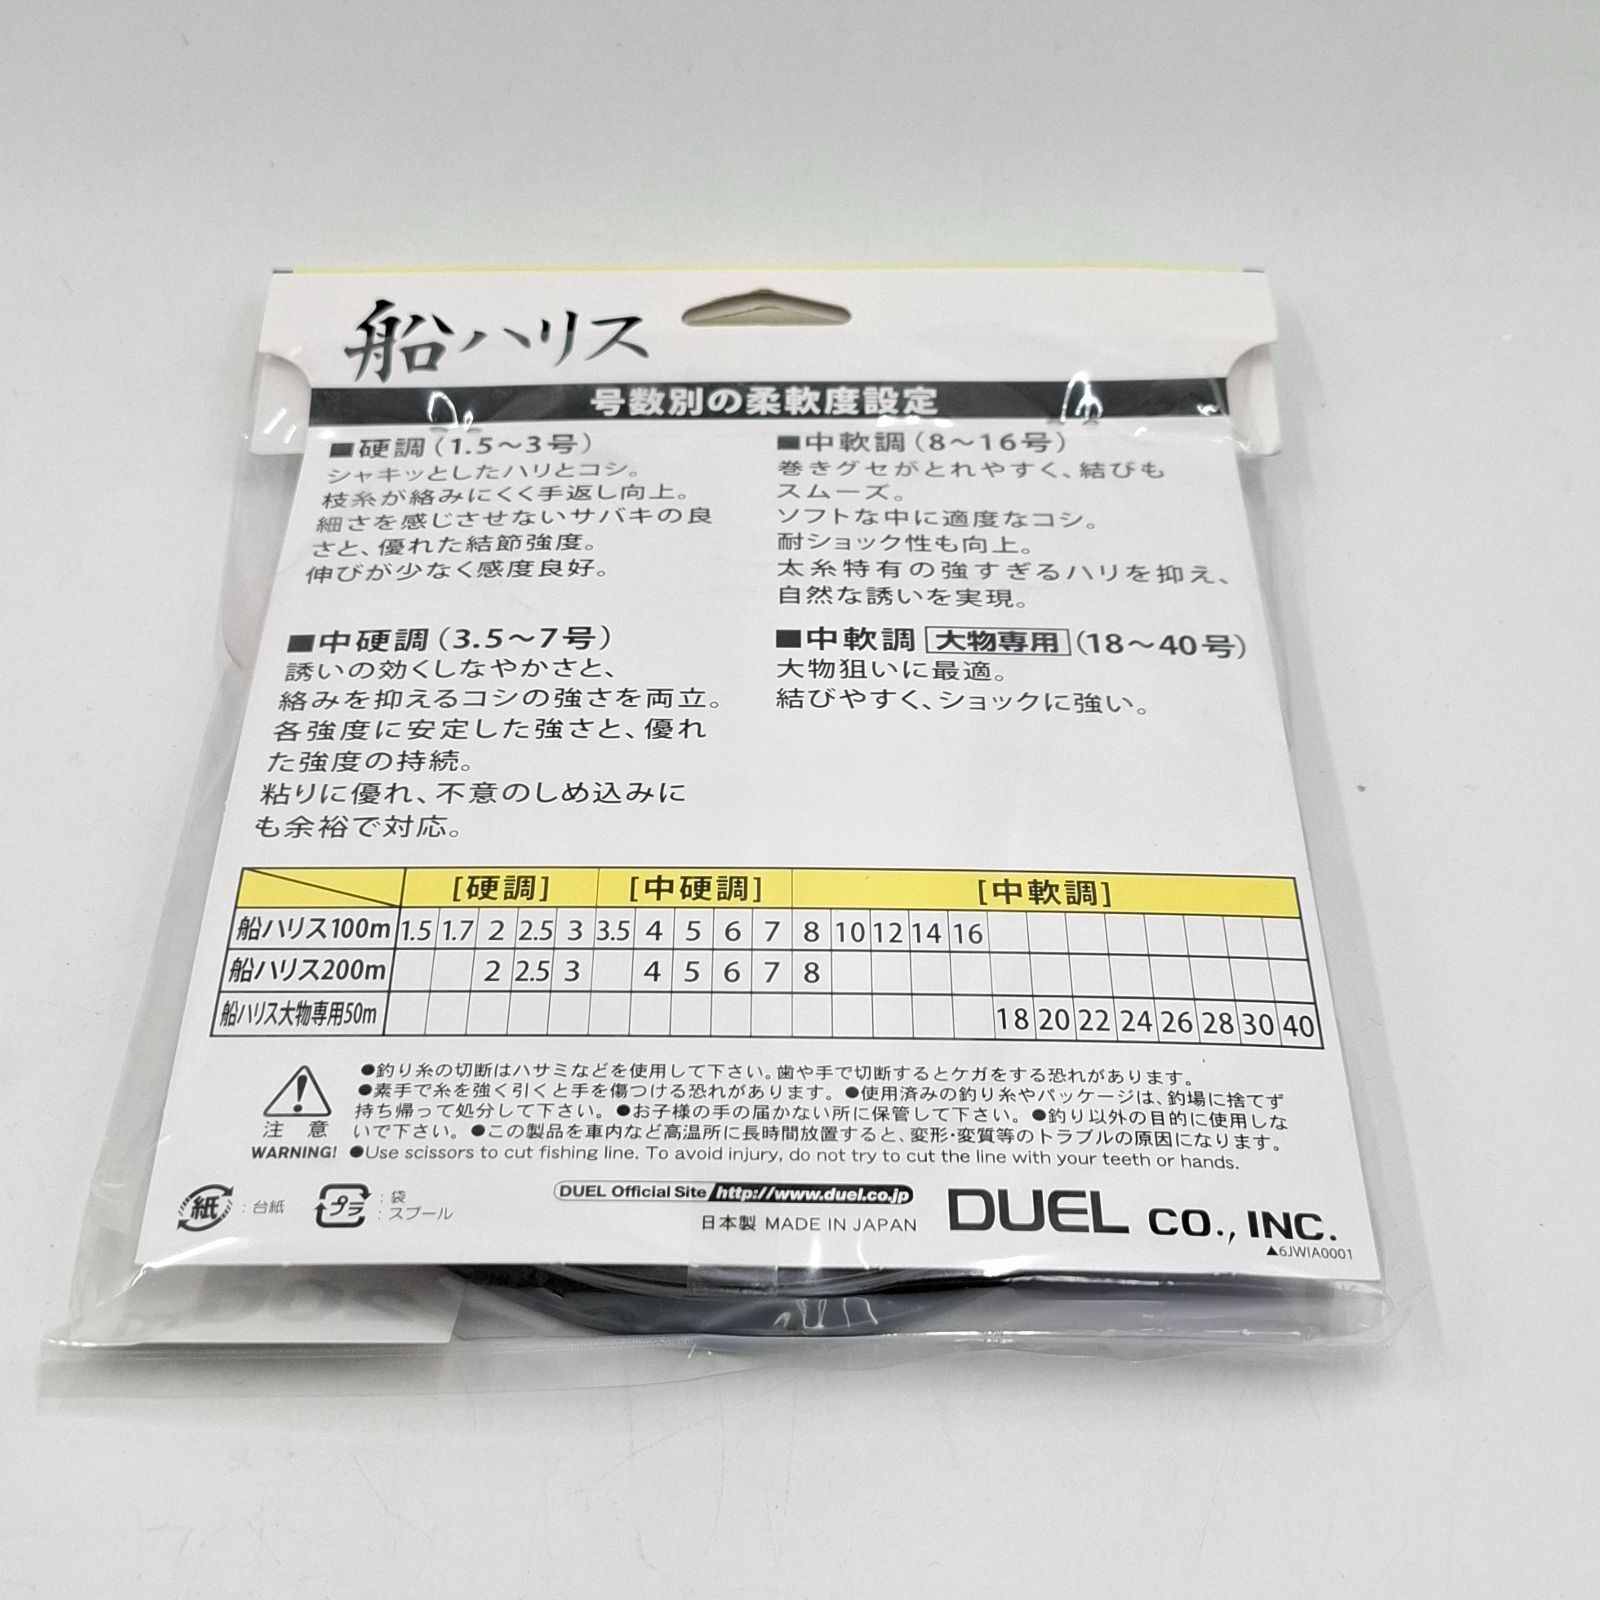 船ハリス
号数別の柔軟度設定
■硬調(1.5～3号)
シャキッとしたハリとコシ。
枝糸が絡みにくく手返し向上。
細さを感じさせないサバキの良
さと、優れた結節強度。
伸びが少なく感度良好。
■中硬調(3.5～7号)
誘いの効くしなやかさと、
絡みを抑えるコシの強さを両立。
各強度に安定した強さと、優れ
た強度の持続。
粘りに優れ、不意のしめ込みに
も余裕で対応。
■中軟調(8～16号)
巻きグセがとれやすく、結びも
スムーズ。
ソフトな中に適度なコシ。
耐ショック性も向上。
太糸特有の強すぎるハリを抑え、
自然な誘いを実現。
■中軟調 大物専用 (18～40号)
大物狙いに最適。
結びやすく、ショックに強い。
[硬調] [中硬調] [中軟調]
船ハリス100m 1.5 1.7 2 2.5 3 3.5 4 5 6 7 8 10 12 14 16
船ハリス200m 2 2.5 3 4 5 6 7 8
船ハリス大物専用50m 18 20 22 24 26 28 30 40
●釣り糸の切断はハサミなどを使用して下さい。歯や手で切断するとケガをする恐れがあります。
●素手で糸を強く引くと手を傷つける恐れがあります。●使用済みの釣り糸やパッケージは、釣場に捨てず
持ち帰って処分して下さい。●お子様の手の届かない所に保管して下さい。●釣り以外の目的に使用しな
注意 いで下さい。●この製品を車内など高温所に長時間放置すると、変形・変質等のトラブルの原因になります。
WARNING! ●Use scissors to cut fishing line. To avoid injury, do not try to cut the line with your teeth or hands.
紙 :台紙
プラ :袋
:スプール
DUEL Official Site http://www.duel.co.jp
日本製 MADE IN JAPAN
DUEL CO., INC.
▲6JWIA0001